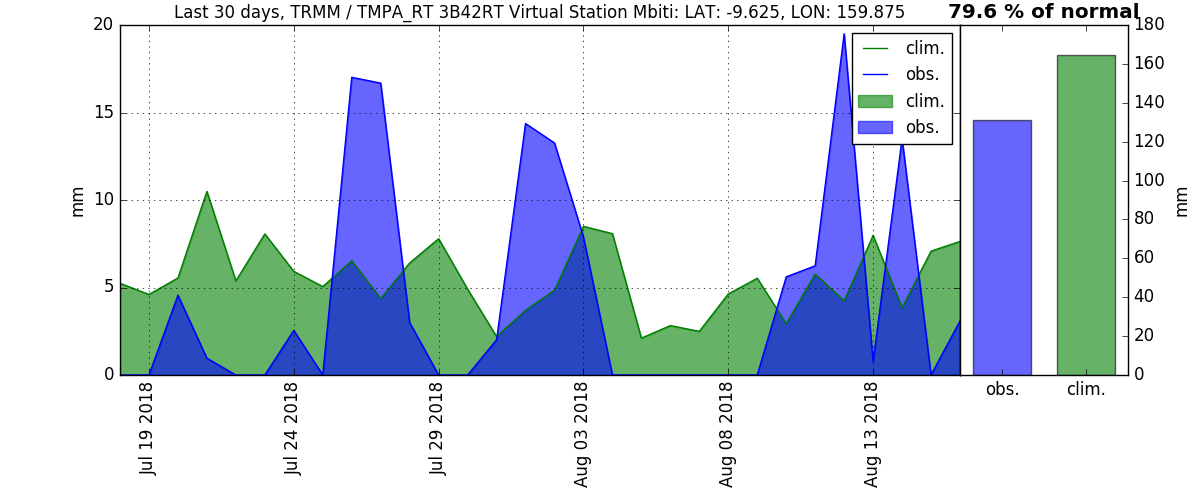 Last 30 days, TRMM / TMPA_RT 3B42RT Virtual Station Mbiti: LAT: -9.625, LON: 159.875
79.6 % of normal
20
15
10
5
0
mm
clim.
obs.
clim.
obs.
180
160
140
120
100
80
60
40
20
0
mm
Jul 19 2018
Jul 24 2018
Jul 29 2018
Aug 03 2018
Aug 08 2018
Aug 13 2018
obs.
clim.